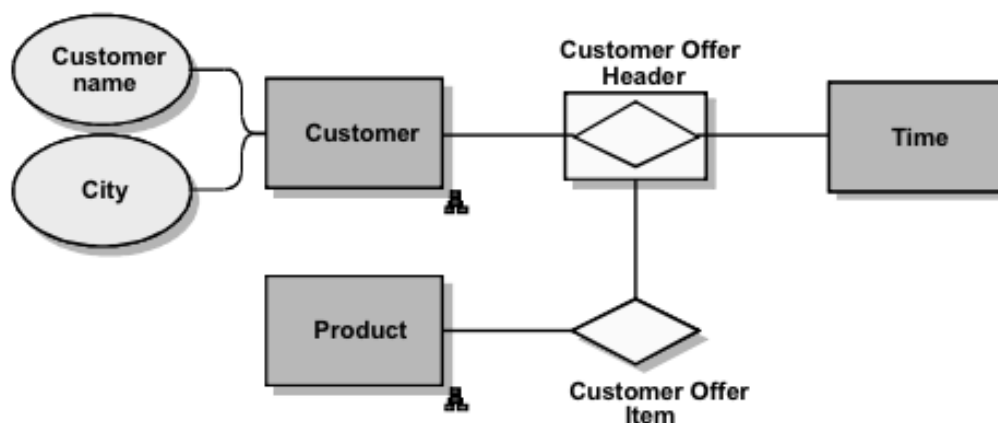 Customer
name
City
Customer
Customer Offer
Header
Time
Product
Customer Offer
Item